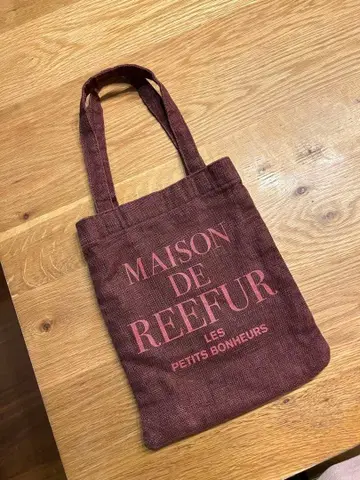 MAISON
DE
REEFUR
LES
PETITS BONHEURS